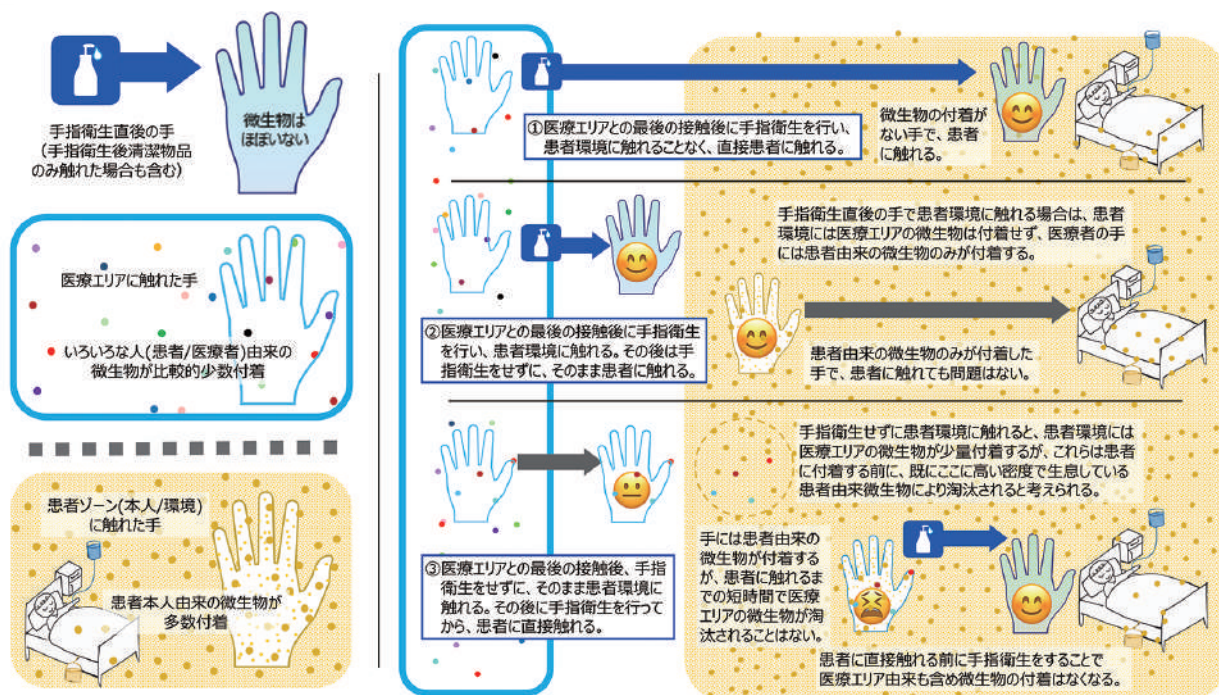 手指衛生直後の手
(手指衛生後清潔物品
のみ触れた場合も含む)
微生物は
ほぼいない
医療エリアに触れた手
いろいろな人(患者/医療者)由来の
微生物が比較的少数付着
患者ゾーン(本人/環境)
に触れた手
患者本人由来の微生物が
多数付着
①医療エリアとの最後の接触後に手指衛生を行い、
患者環境に触れることなく、直接患者に触れる。
微生物の付着が
ない手で、患者
に触れる。
手指衛生直後の手で患者環境に触れる場合は、患者
環境には医療エリアの微生物は付着せず、医療者の手
には患者由来の微生物のみが付着する。
②医療エリアとの最後の接触後に手指衛生
を行い、患者環境に触れる。その後は手
指衛生をせずに、そのまま患者に触れる。
患者由来の微生物のみが付着した
手で、患者に触れても問題はない。
手指衛生せずに患者環境に触れると、患者環境には
医療エリアの微生物が少量付着するが、これらは患者
に付着する前に、既にここに高い密度で生息している
患者由来微生物により淘汰されると考えられる。
③医療エリアとの最後の接触後、手指
衛生をせずに、そのまま患者環境に
触れる。その後に手指衛生を行って
から、患者に直接触れる。
手には患者由来の
微生物が付着する
が、患者に触れるま
での短時間で医療
エリアの微生物が淘
汰されることはない。
患者に直接触れる前に手指衛生をすることで
医療エリア由来も含め微生物の付着はなくなる。